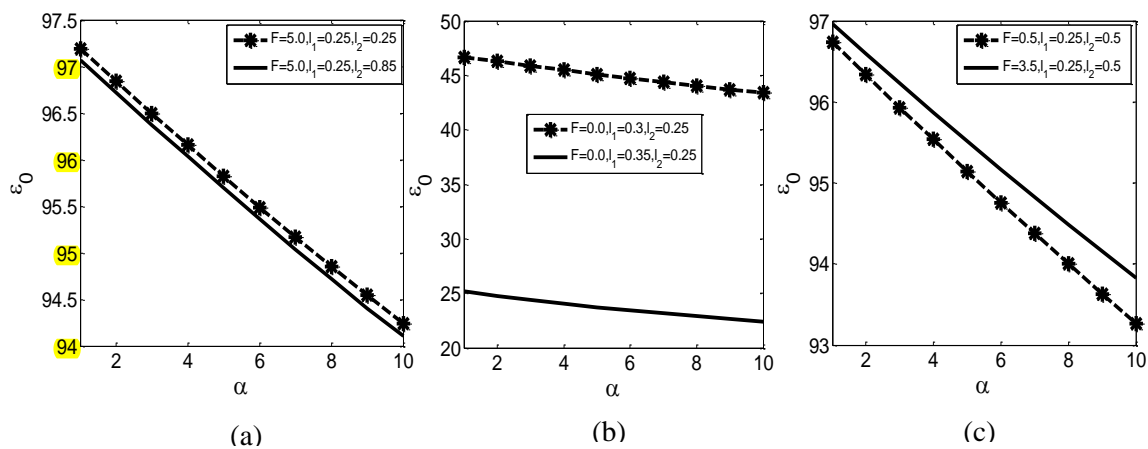 97.5
97
96.5
96
95.5
95
94.5
94
2 4 6 8 10
ε0
α
F=5.0,l1=0.25,l2=0.25
F=5.0,l1=0.25,l2=0.85
(a)
50
45
40
35
30
25
20
2 4 6 8 10
ε0
α
F=0.0,l1=0.3,l2=0.25
F=0.0,l1=0.35,l2=0.25
(b)
97
96
95
94
93
2 4 6 8 10
ε0
α
F=0.5,l1=0.25,l2=0.5
F=3.5,l1=0.25,l2=0.5
(c)